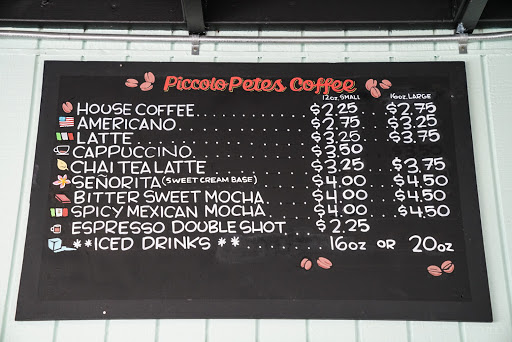 Piccolo Petes Coffee
12oz. SMALL 16oz. LARGE
HOUSE COFFEE $2.25 $2.75
AMERICANO $2.75 $3.25
LATTE $3.25 $3.75
CAPPUCCINO $3.50
CHAI TEA LATTE $3.25 $3.75
SEÑORITA (SWEET CREAM BASE) $4.00 $4.50
BITTER SWEET MOCHA $4.00 $4.50
SPICY MEXICAN MOCHA $4.00 $4.50
ESPRESSO DOUBLE SHOT $2.25
**ICED DRINKS ** 16oz OR 20oz